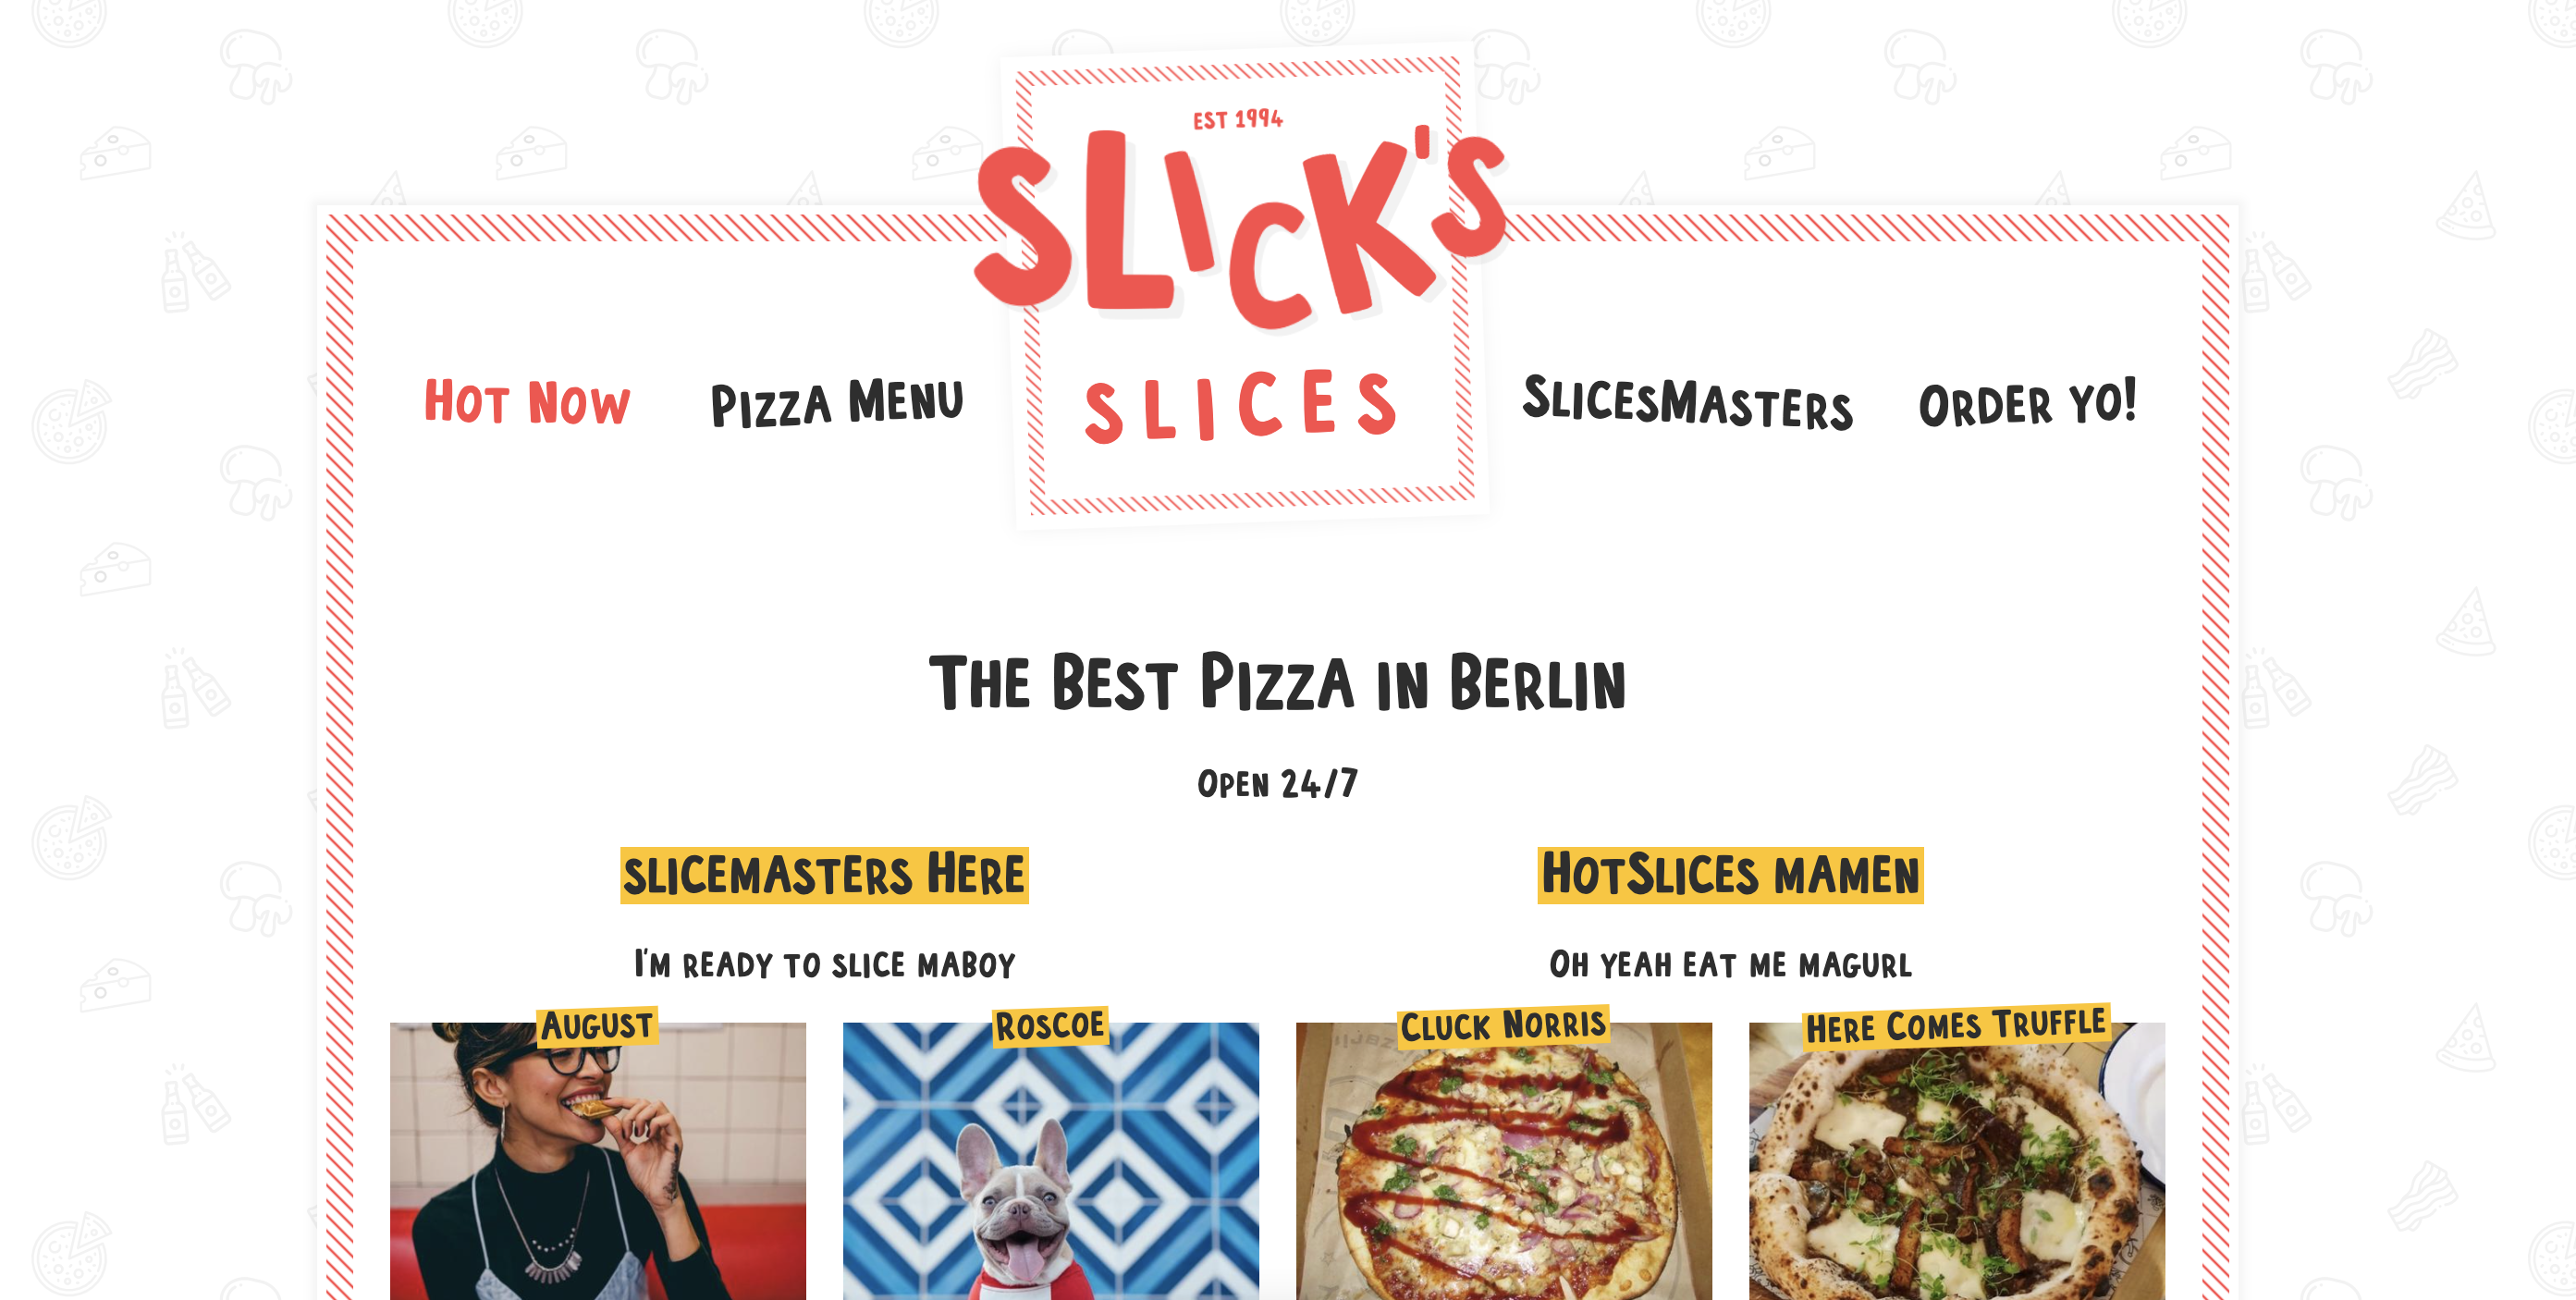 EST 1994
SLICK'S
SLICES
Hot Now
Pizza Menu
SlicesMasters
Order yo!
The Best Pizza in Berlin
Open 24/7
slicemasters Here
I'm ready to slice maboy
August
Roscoe
HotSlices mamen
Oh yeah eat me magurl
Cluck Norris
Here Comes Truffle